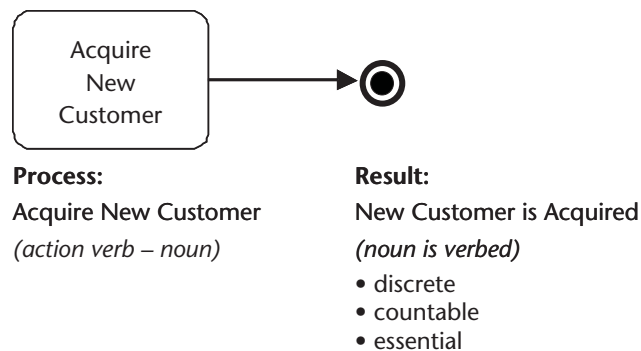 Acquire
New
Customer
Process:
Acquire New Customer
(action verb – noun)
Result:
New Customer is Acquired
(noun is verbed)
• discrete
• countable
• essential